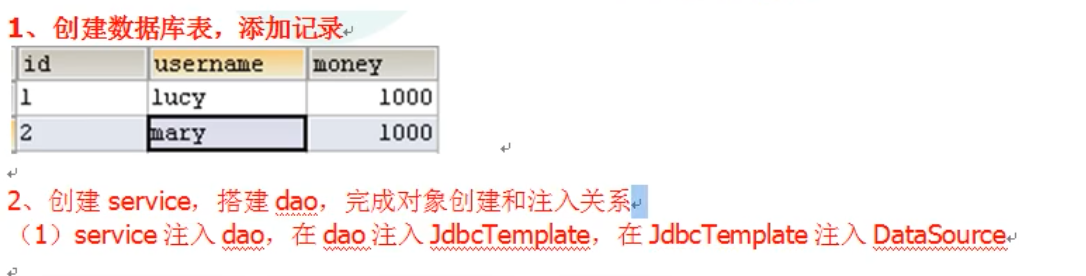 1、创建数据库表，添加记录
id username money
1 lucy 1000
2 mary 1000
2、创建 service，搭建 dao，完成对象创建和注入关系
（1）service 注入 dao，在 dao 注入 JdbcTemplate，在 JdbcTemplate 注入 DataSource